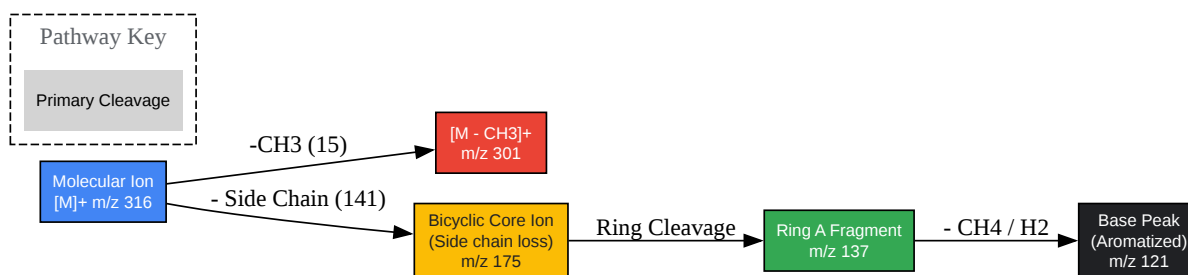 Pathway Key
Primary Cleavage
Molecular Ion
[M]+ m/z 316
-CH3 (15)
- Side Chain (141)
[M - CH3]+
m/z 301
Bicyclic Core Ion
(Side chain loss)
m/z 175
Ring Cleavage
Ring A Fragment
m/z 137
- CH4 / H2
Base Peak
(Aromatized)
m/z 121